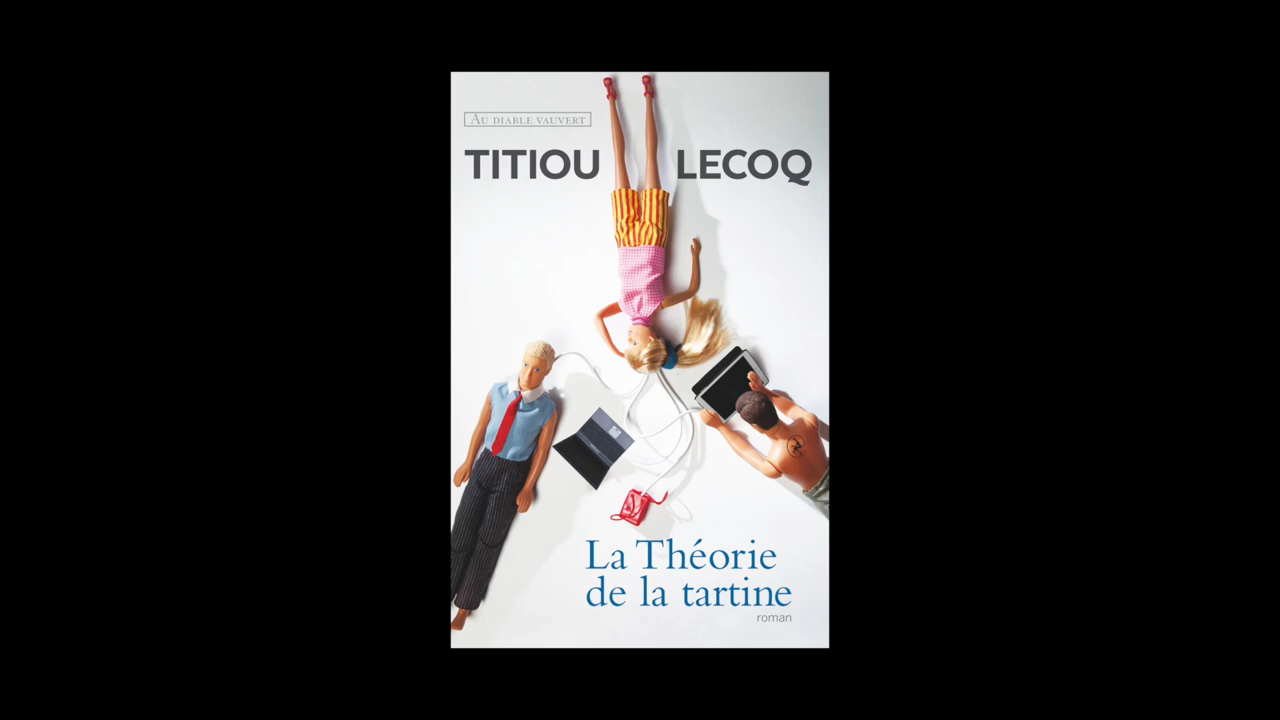 AU DIABLE VAUVERT
TITIOU LECOQ
La Théorie
de la tartine
roman